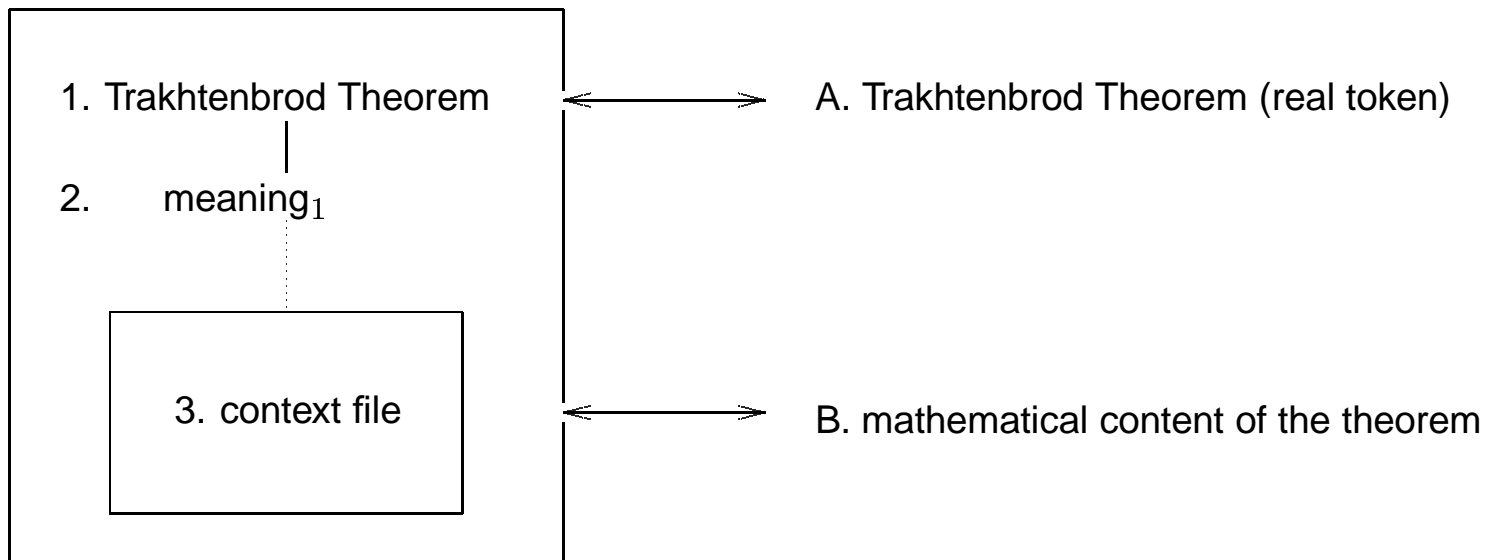 1. Trakhtenbrod Theorem
A. Trakhtenbrod Theorem (real token)
2. meaning₁
3. context file
B. mathematical content of the theorem